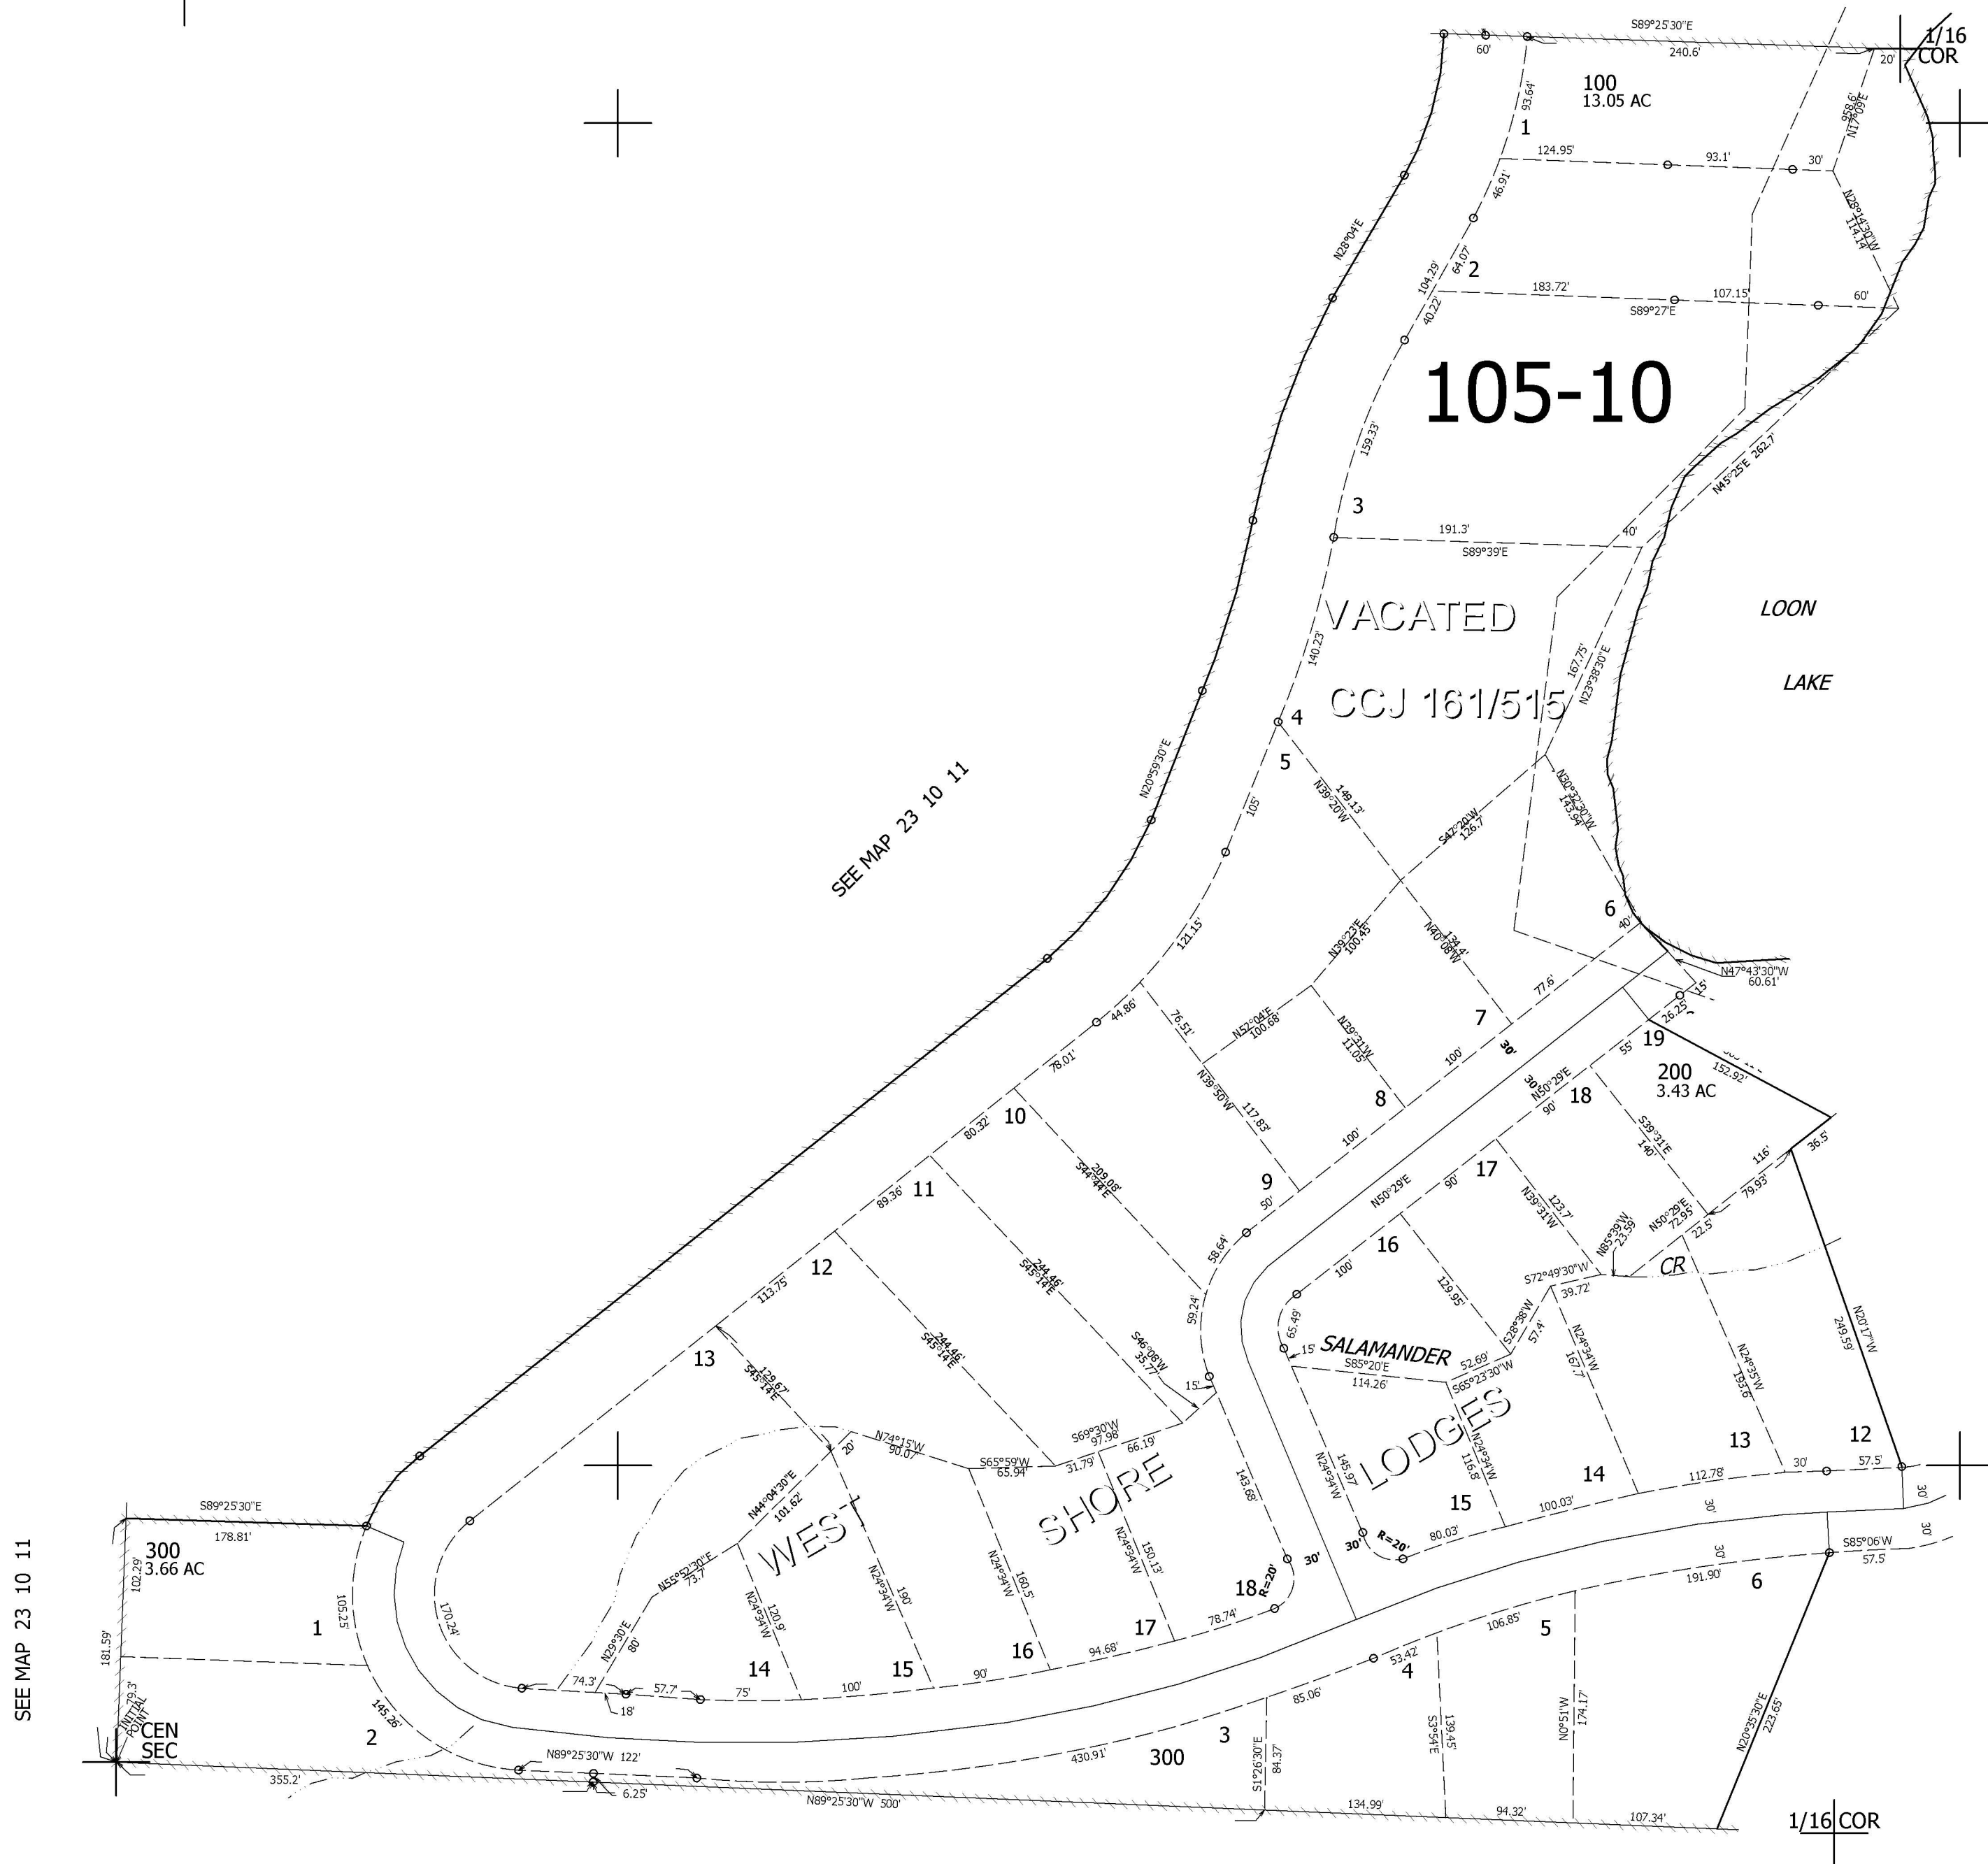 S89°25'30"E
1/16
COR
60'
240.6'
20'
100
13.05 AC
93.64'
958.6'
N17°09'E
1
124.95'
93.1'
30'
46.91'
N28°14'30"W
114.14'
N28°04'E
104.29'
64.07'
2
40.22'
183.72'
107.15'
60'
S89°27'E
105-10
159.33'
N45°25'E 262.7'
3
191.3'
40'
S89°39'E
VACATED
LOON
LAKE
140.23'
167.75'
N23°38'30"E
CCJ 161/515
4
5
N20°59'30"E
105'
149.13'
N39°20'W
N30°32'30"W
143.94'
S42°20'W
126.7'
SEE MAP 23 10 11
6
40'
121.15'
N39°23'E
100.45'
134.4'
N40°08'W
N47°43'30"W
60.61'
15'
77.6'
26.25'
44.86'
76.51'
N52°04'E
100.68'
7
30'
19
N39°31'W
11.05'
100'
55'
200
3.43 AC
152.92'
78.01'
N39°50'W
117.83'
8
30'
N50°29'E
90'
18
10
80.32'
100'
S39°31'E
140'
36.5'
116'
79.93'
209.08'
S44°44'E
9
50'
17
N50°29'E
90'
11
89.36'
N39°31'W
123.7'
N85°39'W
23.59'
N50°29'E
72.95'
22.5'
58.64'
16
100'
CR
12
113.75'
244.46'
S45°14'E
129.95'
S72°49'30"W
39.72'
59.24'
65.49'
S28°38'W
57.4'
N20°17'W
249.59'
13
129.67'
S45°14'E
244.46'
S45°14'E
S46°08'W
35.77'
15'
15'
SALAMANDER
S85°20'E
114.26'
52.69'
S65°23'30"W
N24°34'W
167.7'
N24°35'W
193.6'
LODGES
20'
N74°15'W
90.07'
S69°30'W
97.98'
66.19'
S65°59'W
65.94'
31.79'
13
12
30'
57.5'
N44°04'30"E
101.62'
143.68'
145.97'
N24°34'W
N24°34'W
116.8'
14
112.78'
S89°25'30"E
178.81'
WEST
SHORE
15
100.03'
30'
30'
300
3.66 AC
102.29'
N55°52'30"E
73.7'
R=20'
80.03'
30'
30'
30'
30'
S85°06'W
57.5'
SEE MAP 23 10 11
105.25'
170.24'
N24°34'W
120.9'
N24°34'W
190'
N24°34'W
160.5'
N24°34'W
150.13'
18
R=20'
191.90'
6
1
N29°30'E
80'
78.74'
17
106.85'
5
181.59'
14
15
16
94.68'
53.42'
4
74.3'
57.7'
75'
100'
90'
18'
85.06'
79.3'
INITIAL
POINT
CEN
SEC
145.26'
2
3
S3°54'E
139.45'
N0°51'W
174.17'
N20°35'30"E
223.65'
N89°25'30"W 122'
430.91'
300
S1°26'30"E
84.37'
355.2'
6.25'
N89°25'30"W 500'
134.99'
94.32'
107.34'
1/16 COR